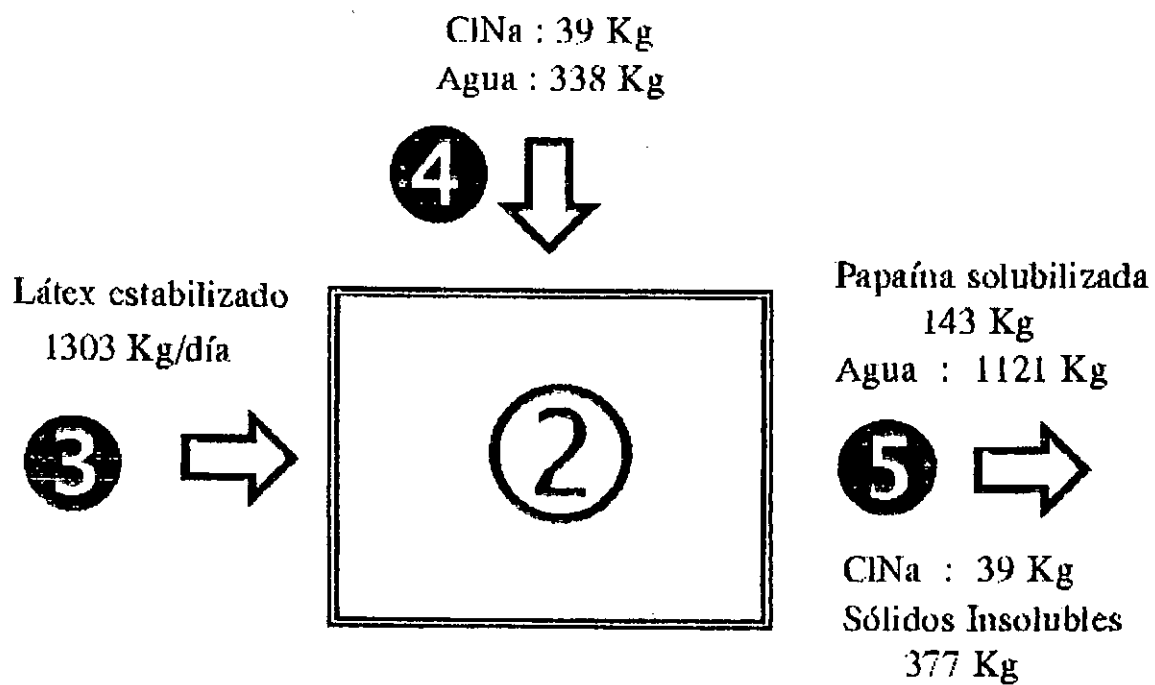 ClNa : 39 Kg
Agua : 338 Kg
4
Látex estabilizado
1303 Kg/día
3
2
Papaína solubilizada
143 Kg
Agua : 1121 Kg
5
ClNa : 39 Kg
Sólidos Insolubles
377 Kg